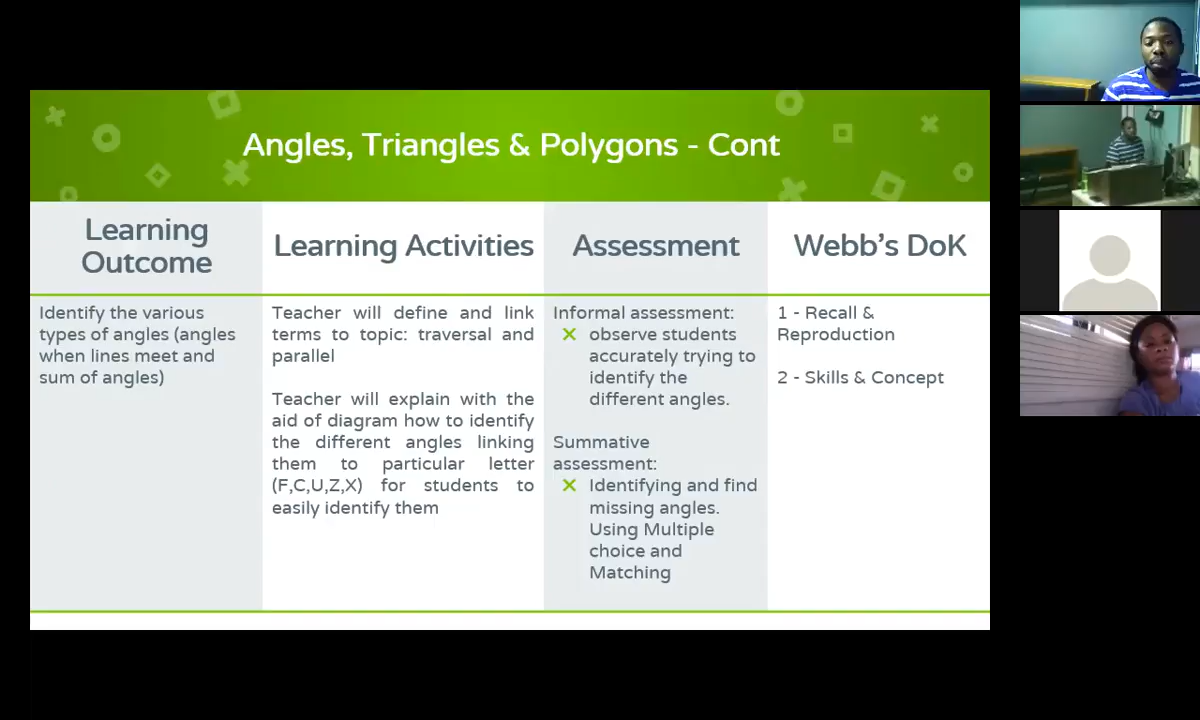 Angles, Triangles & Polygons - Cont
Learning
Outcome
Learning Activities
Assessment
Webb's DoK
Identify the various
types of angles (angles
when lines meet and
sum of angles)
Teacher will define and link
terms to topic: traversal and
parallel
Teacher will explain with the
aid of diagram how to identify
the different angles linking
them to particular letter
(F,C,U,Z,X) for students to
easily identify them
Informal assessment:
observe students
accurately trying to
identify the
different angles.
Summative
assessment:
Identifying and find
missing angles.
Using Multiple
choice and
Matching
1 - Recall &
Reproduction
2 - Skills & Concept